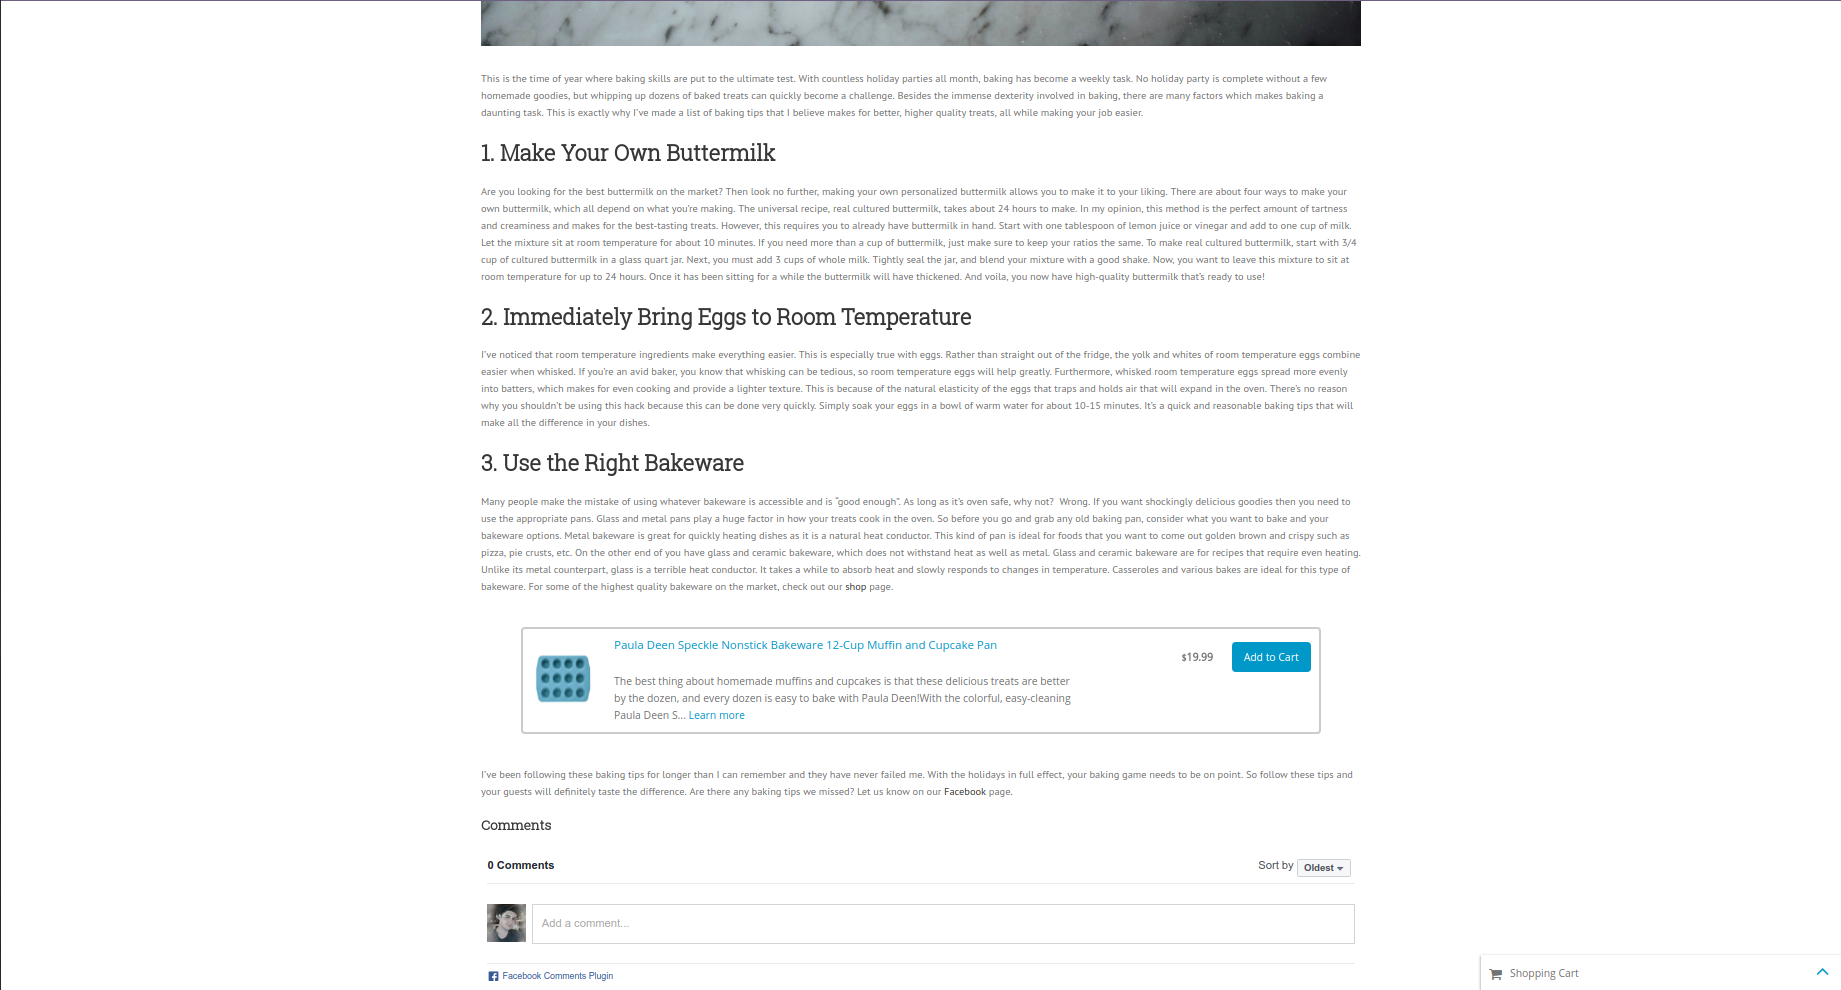 This is the time of year where baking skills are put to the ultimate test. With countless holiday parties all month, baking has become a weekly task. No holiday party is complete without a few
homemade goodies, but whipping up dozens of baked treats can quickly become a challenge. Besides the immense dexterity involved in baking, there are many factors which makes baking a
daunting task. This is exactly why I've made a list of baking tips that I believe makes for better, higher quality treats, all while making your job easier.
1. Make Your Own Buttermilk
Are you looking for the best buttermilk on the market? Then look no further, making your own personalized buttermilk allows you to make it to your liking. There are about four ways to make your
own buttermilk, which all depend on what you're making. The universal recipe, real cultured buttermilk, takes about 24 hours to make. In my opinion, this method is the perfect amount of tartness
and creaminess and makes for the best-tasting treats. However, this requires you to already have buttermilk in hand. Start with one tablespoon of lemon juice or vinegar and add to one cup of milk.
Let the mixture sit at room temperature for about 10 minutes. If you need more than a cup of buttermilk, just make sure to keep your ratios the same. To make real cultured buttermilk, start with 3/4
cup of cultured buttermilk in a glass quart jar. Next, you must add 3 cups of whole milk. Tightly seal the jar, and blend your mixture with a good shake. Now, you want to leave this mixture to sit at
room temperature for up to 24 hours. Once it has been sitting for a while the buttermilk will have thickened. And voila, you now have high-quality buttermilk that's ready to use!
2. Immediately Bring Eggs to Room Temperature
I've noticed that room temperature ingredients make everything easier. This is especially true with eggs. Rather than straight out of the fridge, the yolk and whites of room temperature eggs combine
easier when whisked. If you're an avid baker, you know that whisking can be tedious, so room temperature eggs will help greatly. Furthermore, whisked room temperature eggs spread more evenly
into batters, which makes for even cooking and provide a lighter texture. This is because of the natural elasticity of the eggs that traps and holds air that will expand in the oven. There's no reason
why you shouldn't be using this hack because this can be done very quickly. Simply soak your eggs in a bowl of warm water for about 10-15 minutes. It's a quick and reasonable baking tips that will
make all the difference in your dishes.
3. Use the Right Bakeware
Many people make the mistake of using whatever bakeware is accessible and is “good enough”. As long as it's oven safe, why not?  Wrong. If you want shockingly delicious goodies then you need to
use the appropriate pans. Glass and metal pans play a huge factor in how your treats cook in the oven. So before you go and grab any old baking pan, consider what you want to bake and your
bakeware options. Metal bakeware is great for quickly heating dishes as it is a natural heat conductor. This kind of pan is ideal for foods that you want to come out golden brown and crispy such as
pizza, pie crusts, etc. On the other end of you have glass and ceramic bakeware, which does not withstand heat as well as metal. Glass and ceramic bakeware are for recipes that require even heating.
Unlike its metal counterpart, glass is a terrible heat conductor. It takes a while to absorb heat and slowly responds to changes in temperature. Casseroles and various bakes are ideal for this type of
bakeware. For some of the highest quality bakeware on the market, check out our shop page.
Paula Deen Speckle Nonstick Bakeware 12-Cup Muffin and Cupcake Pan
$19.99
Add to Cart
The best thing about homemade muffins and cupcakes is that these delicious treats are better
by the dozen, and every dozen is easy to bake with Paula Deen!With the colorful, easy-cleaning
Paula Deen S... Learn more
I've been following these baking tips for longer than I can remember and they have never failed me. With the holidays in full effect, your baking game needs to be on point. So follow these tips and
your guests will definitely taste the difference. Are there any baking tips we missed? Let us know on our Facebook page.
Comments
0 Comments
Sort by Oldest
Add a comment...
Facebook Comments Plugin
Shopping Cart